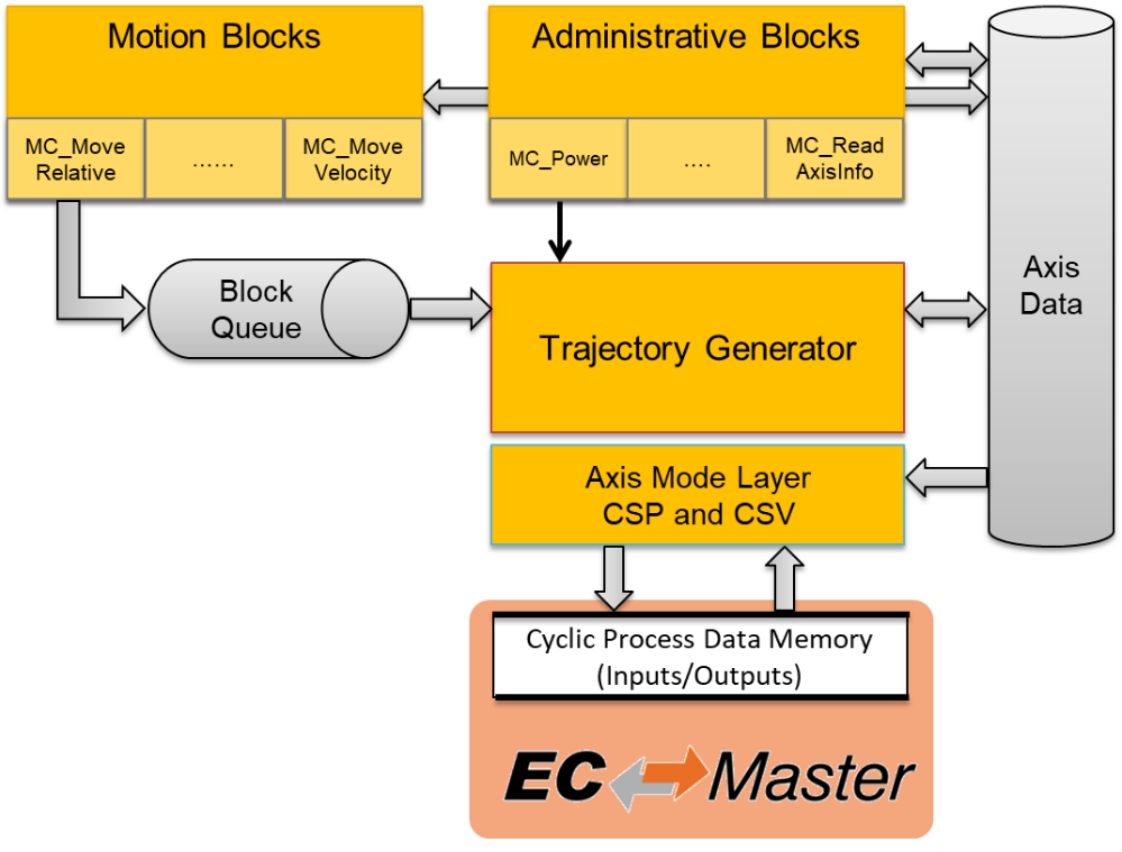 Motion Blocks
Administrative Blocks
MC_Move
Relative
......
MC_Move
Velocity
MC_Power
....
MC_Read
AxisInfo
Block
Queue
Trajectory Generator
Axis
Data
Axis Mode Layer
CSP and CSV
Cyclic Process Data Memory
(Inputs/Outputs)
EC Master